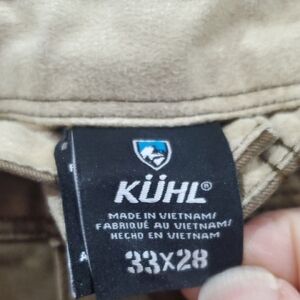 KÜHL®
MADE IN VIETNAM/
FABRIQUÉ AU VIETNAM/
HECHO EN VIETNAM
33X28